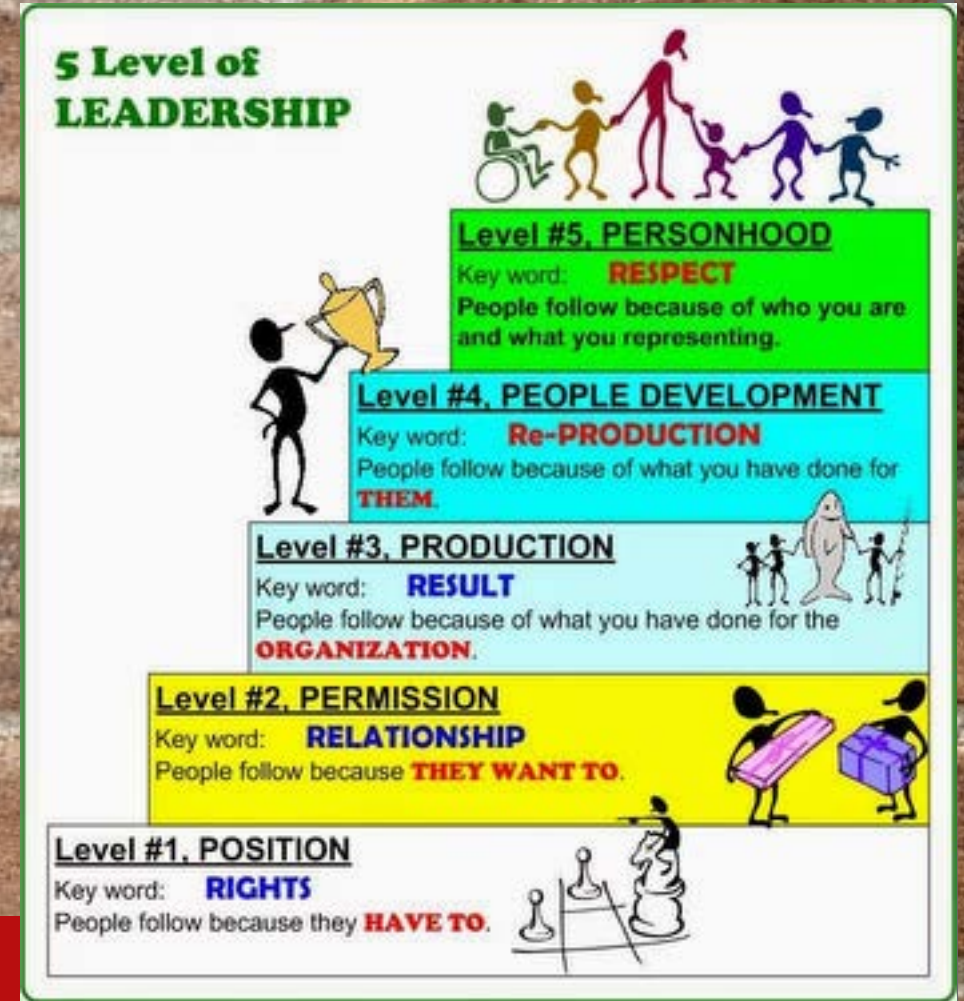 5 Level of
LEADERSHIP
Level #5, PERSONHOOD
Key word: RESPECT
People follow because of who you are
and what you representing.
Level #4, PEOPLE DEVELOPMENT
Key word: Re-PRODUCTION
People follow because of what you have done for
THEM.
Level #3, PRODUCTION
Key word: RESULT
People follow because of what you have done for the
ORGANIZATION.
Level #2, PERMISSION
Key word: RELATIONSHIP
People follow because THEY WANT TO.
Level #1, POSITION
Key word: RIGHTS
People follow because they HAVE TO.